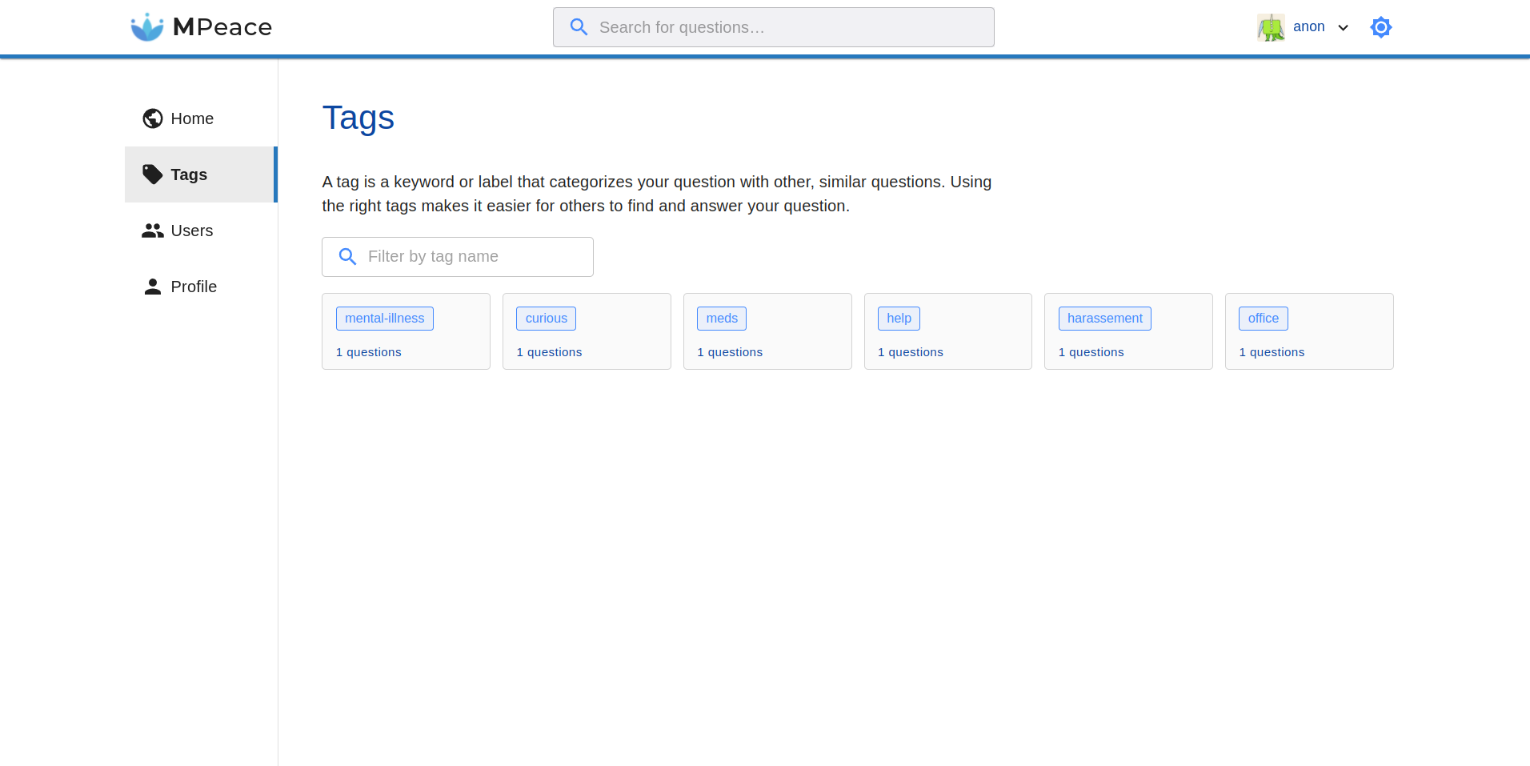 MPeace
Search for questions…
anon
Home
Tags
Users
Profile
Tags
A tag is a keyword or label that categorizes your question with other, similar questions. Using
the right tags makes it easier for others to find and answer your question.
Filter by tag name
mental-illness
1 questions
curious
1 questions
meds
1 questions
help
1 questions
harassement
1 questions
office
1 questions